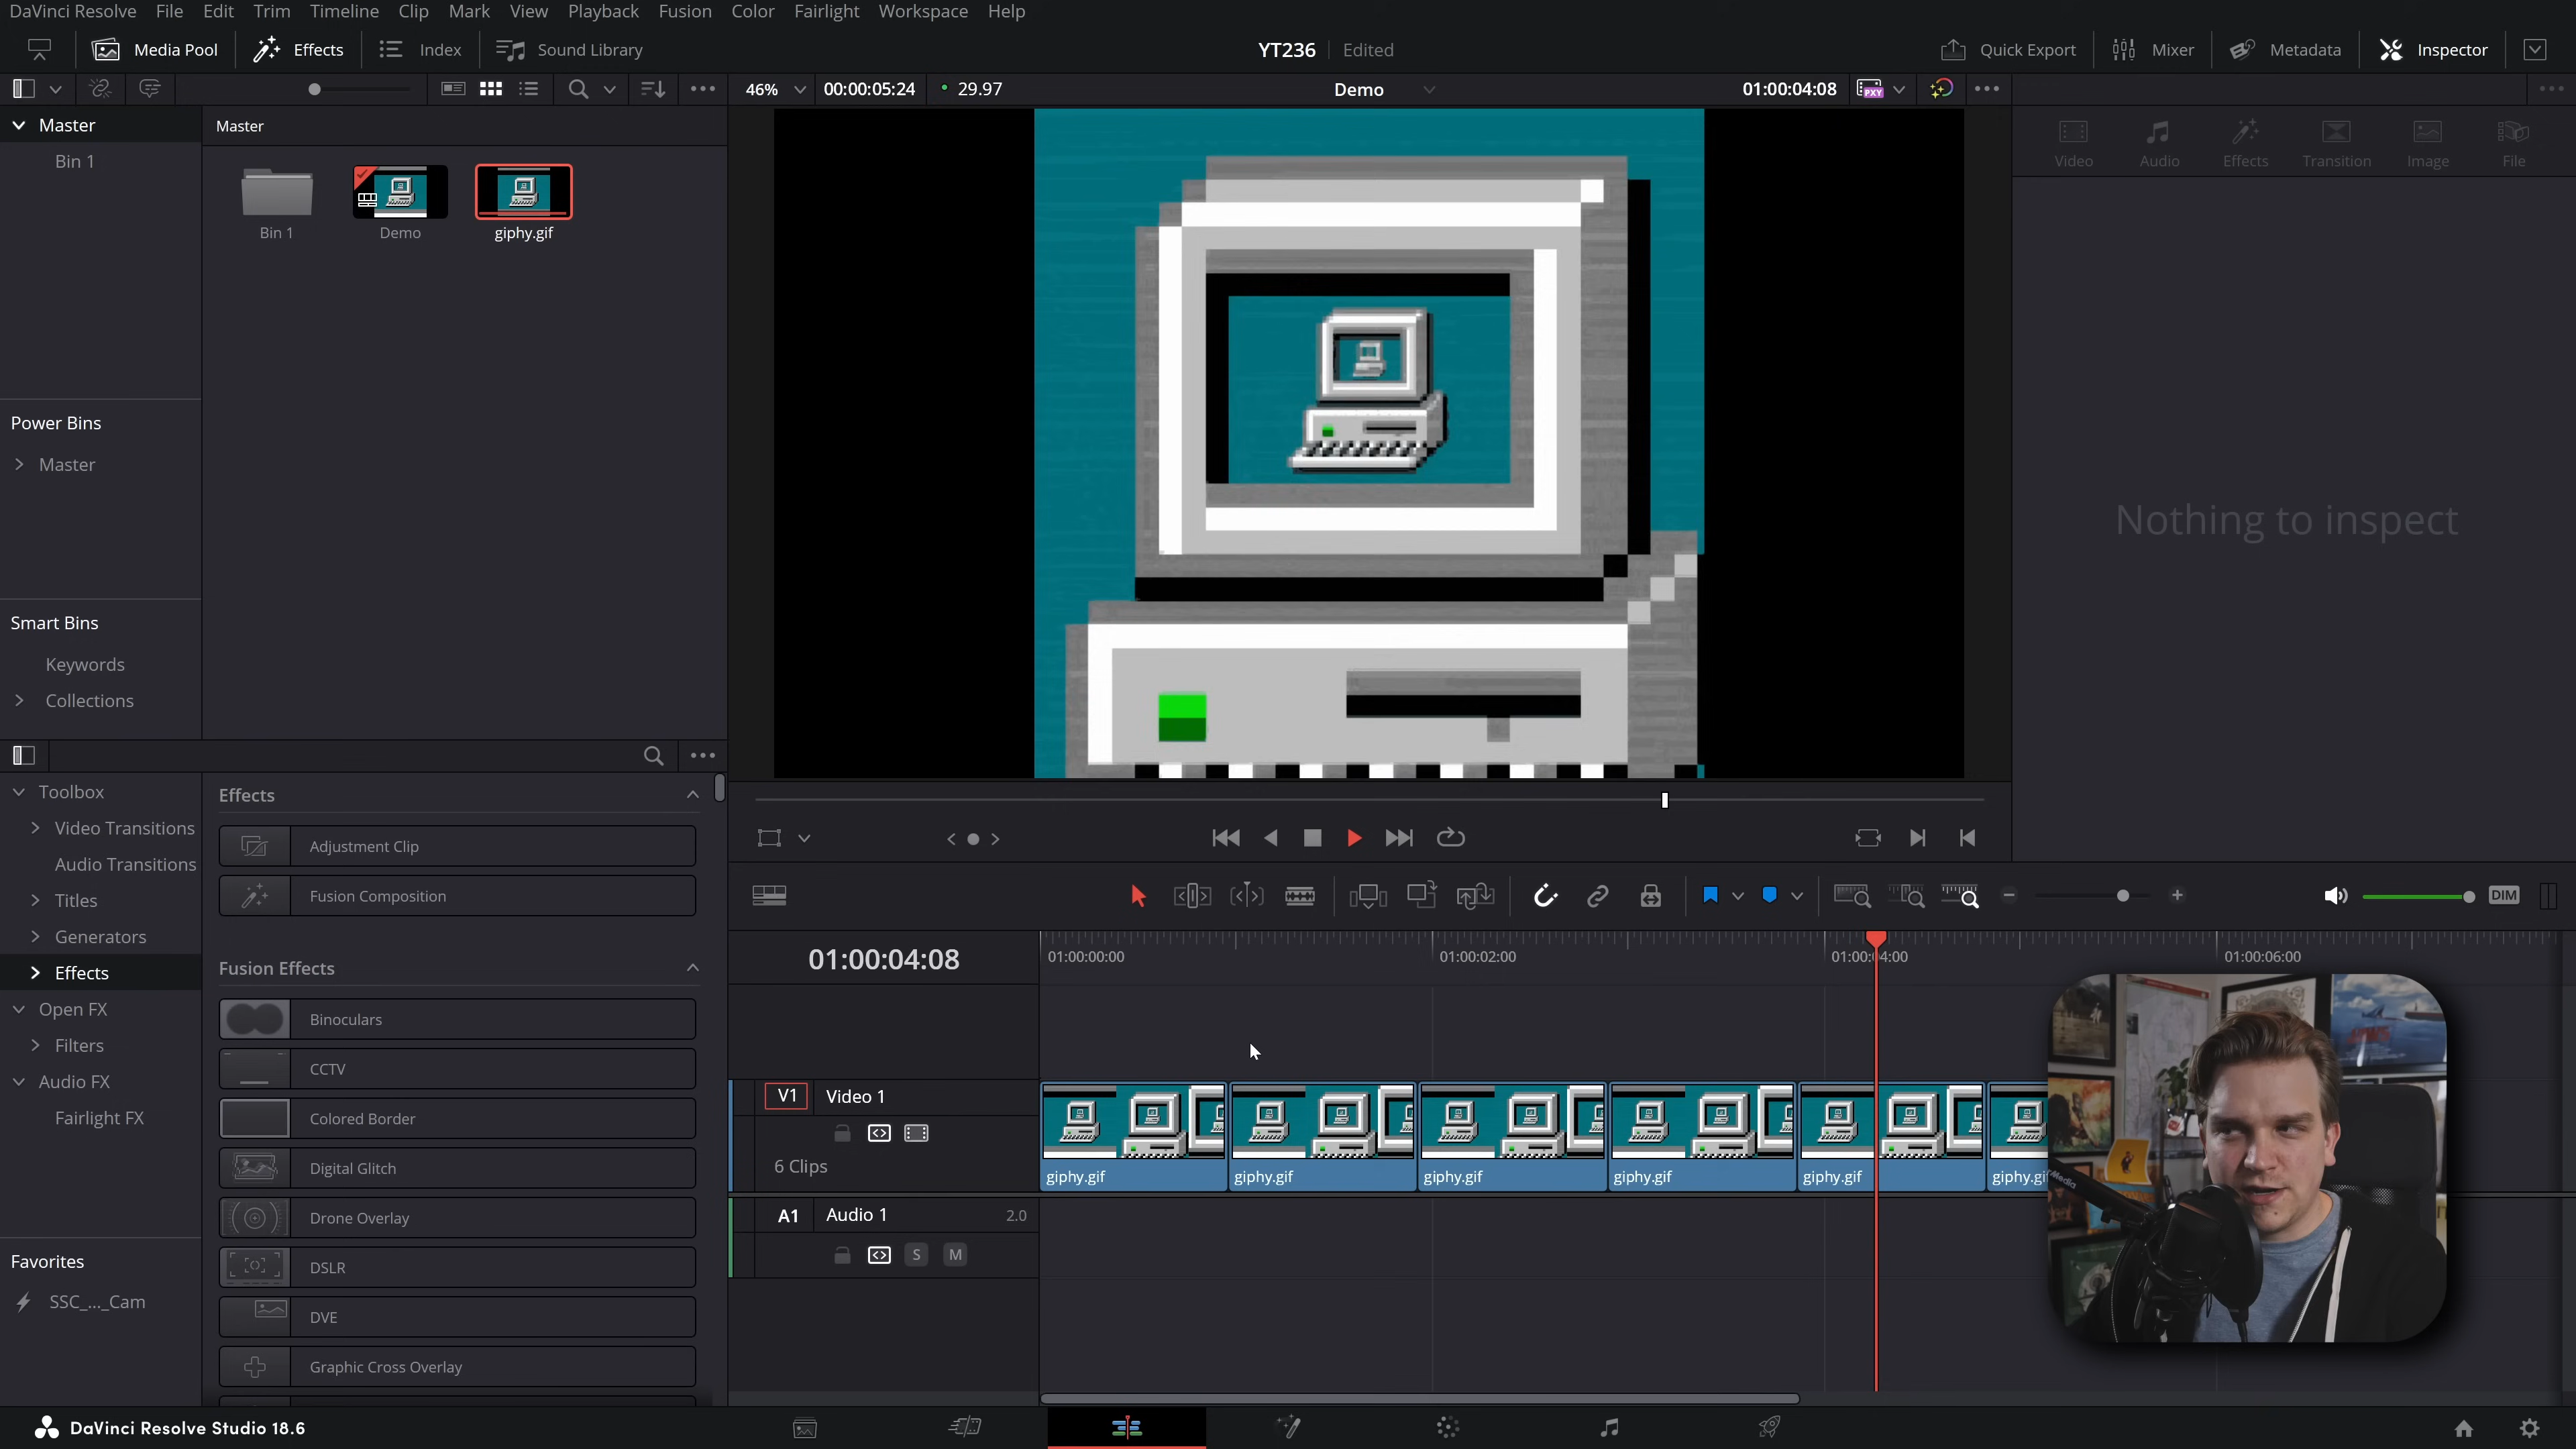 DaVinci Resolve File Edit Trim Timeline Clip Mark View Playback Fusion Color Fairlight Workspace Help
Media Pool Effects Index Sound Library YT236 Edited Quick Export Mixer Metadata Inspector
46% 00:00:05:24 29.97 Demo 01:00:04:08 PXY
Master
Bin 1
Master
Bin 1 Demo giphy.gif
Video Audio Effects Transition Image File
Nothing to inspect
Power Bins
Master
Smart Bins
Keywords
Collections
Toolbox
Video Transitions
Audio Transitions
Titles
Generators
Effects
Open FX
Filters
Audio FX
Fairlight FX
Favorites
SSC_..._Cam
Effects
Adjustment Clip
Fusion Composition
Fusion Effects
Binoculars
CCTV
Colored Border
Digital Glitch
Drone Overlay
DSLR
DVE
Graphic Cross Overlay
DIM
01:00:04:08
01:00:00:00 01:00:02:00 01:00:04:00 01:00:06:00
V1 Video 1
6 Clips
giphy.gif giphy.gif giphy.gif giphy.gif giphy.gif giphy.gif
A1 Audio 1 2.0
S M
DaVinci Resolve Studio 18.6